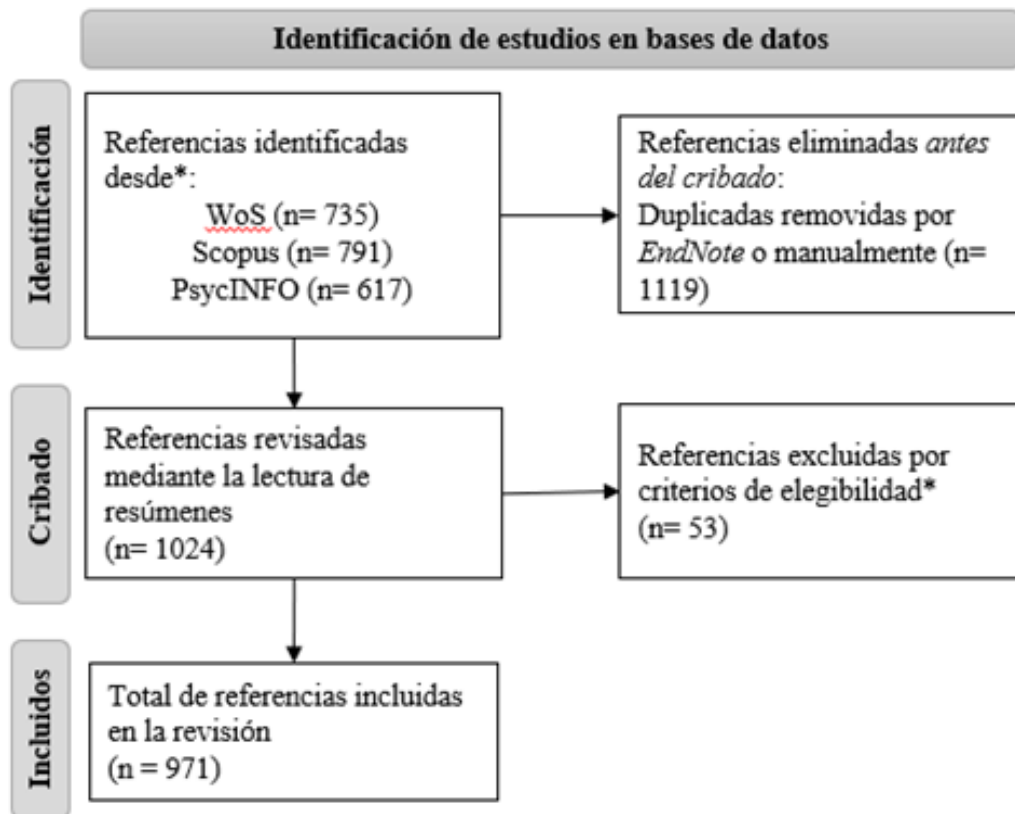 Identificación de estudios en bases de datos
Identificación
Referencias identificadas
desde*:
WoS (n= 735)
Scopus (n= 791)
PsycINFO (n= 617)
Referencias eliminadas antes
del cribado:
Duplicadas removidas por
EndNote o manualmente (n=
1119)
Cribado
Referencias revisadas
mediante la lectura de
resúmenes
(n= 1024)
Referencias excluidas por
criterios de elegibilidad*
(n= 53)
Incluidos
Total de referencias incluidas
en la revisión
(n = 971)